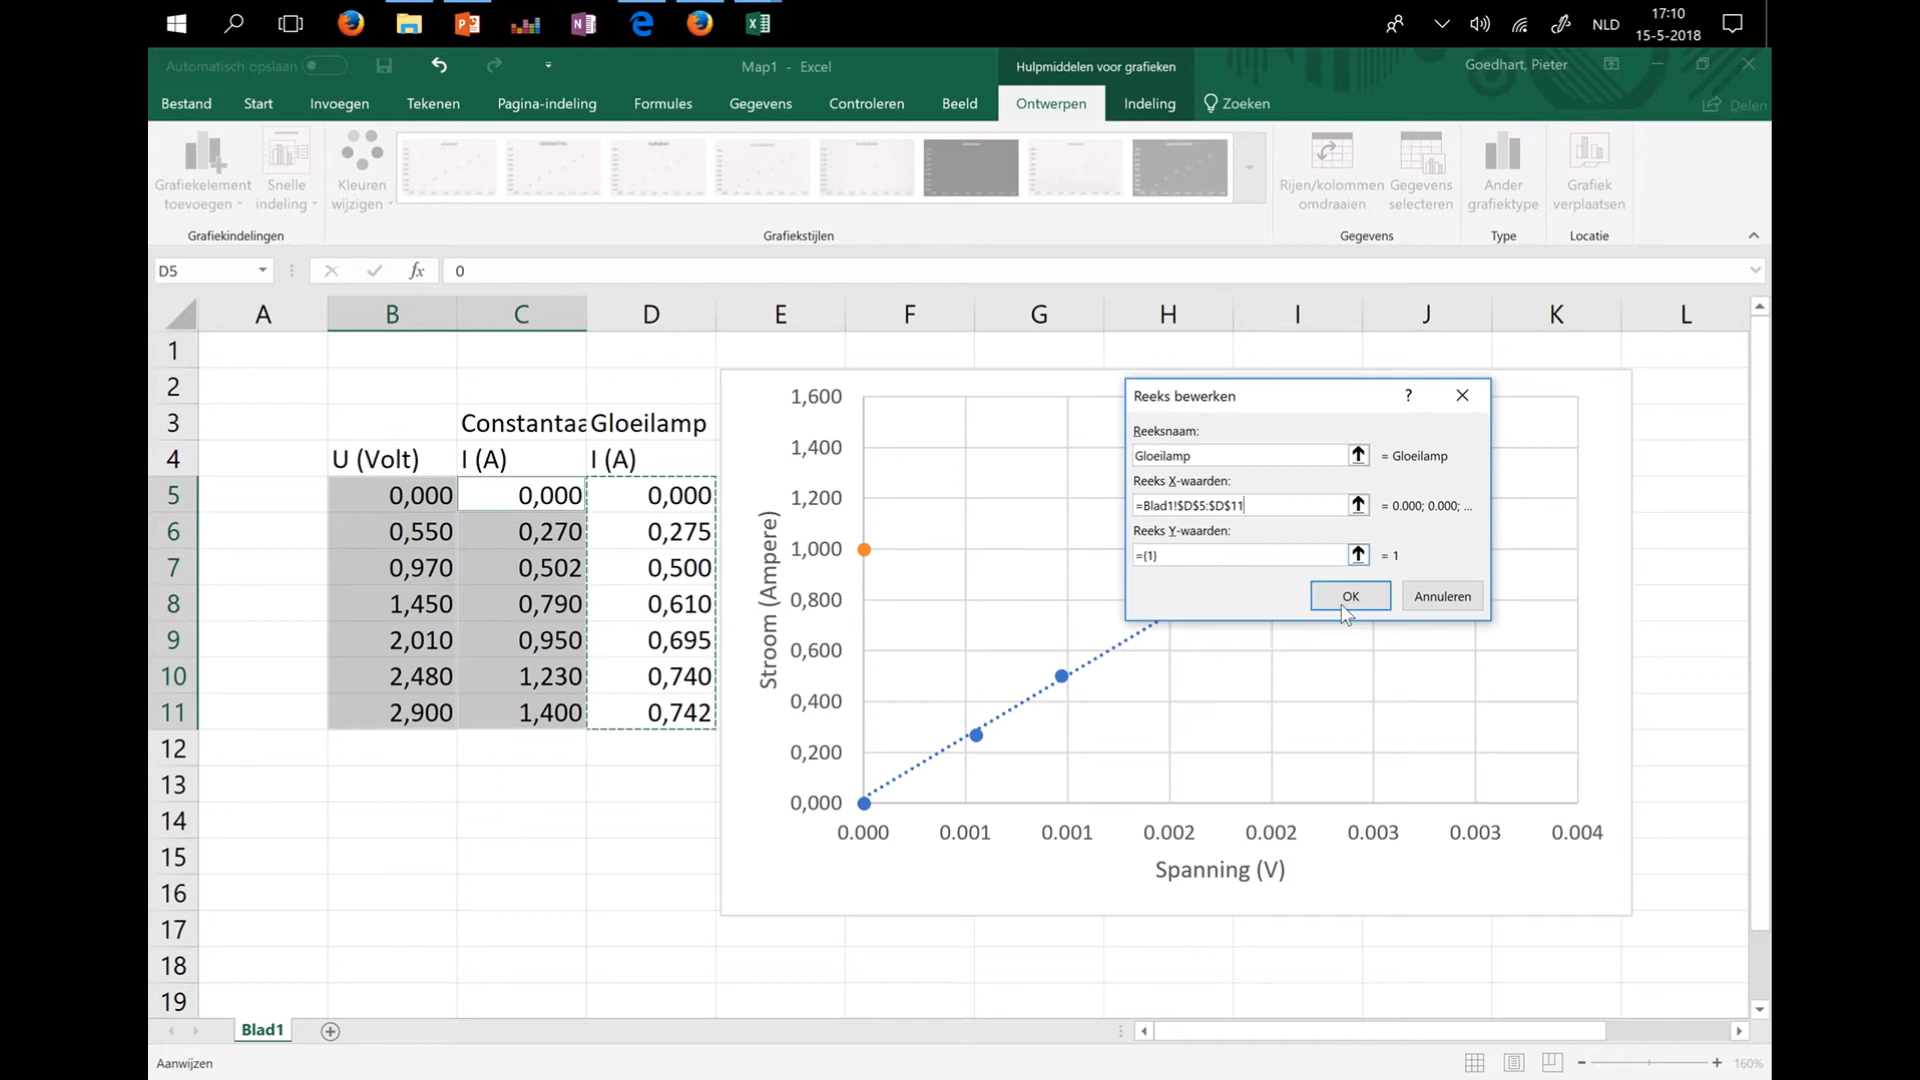 NLD
17:10
15-5-2018
Automatisch opslaan
Map1 - Excel
Hulpmiddelen voor grafieken
Goedhart, Pieter
Bestand
Start
Invoegen
Tekenen
Pagina-indeling
Formules
Gegevens
Controleren
Beeld
Ontwerpen
Indeling
Zoeken
Delen
Grafiekelement
toevoegen
Snelle
indeling
Kleuren
wijzigen
Rijen/kolommen
omdraaien
Gegevens
selecteren
Ander
grafiektype
Grafiek
verplaatsen
Grafiekindelingen
Grafiekstijlen
Gegevens
Type
Locatie
D5
fx
0
A B C D E F G H I J K L
1
2
3 Constantaa Gloeilamp
4 U (Volt) I (A) I (A)
5 0,000 0,000 0,000
6 0,550 0,270 0,275
7 0,970 0,502 0,500
8 1,450 0,790 0,610
9 2,010 0,950 0,695
10 2,480 1,230 0,740
11 2,900 1,400 0,742
12
13
14
15
16
17
18
19
1,600
1,400
1,200
1,000
0,800
0,600
0,400
0,200
0,000
Stroom (Ampere)
0.000 0.001 0.001 0.002 0.002 0.003 0.003 0.004
Spanning (V)
Reeks bewerken
?
Reeksnaam:
Gloeilamp
= Gloeilamp
Reeks X-waarden:
=Blad1!$D$5:$D$11
= 0.000; 0.000; ...
Reeks Y-waarden:
={1}
= 1
OK
Annuleren
Blad1
Aanwijzen
160%